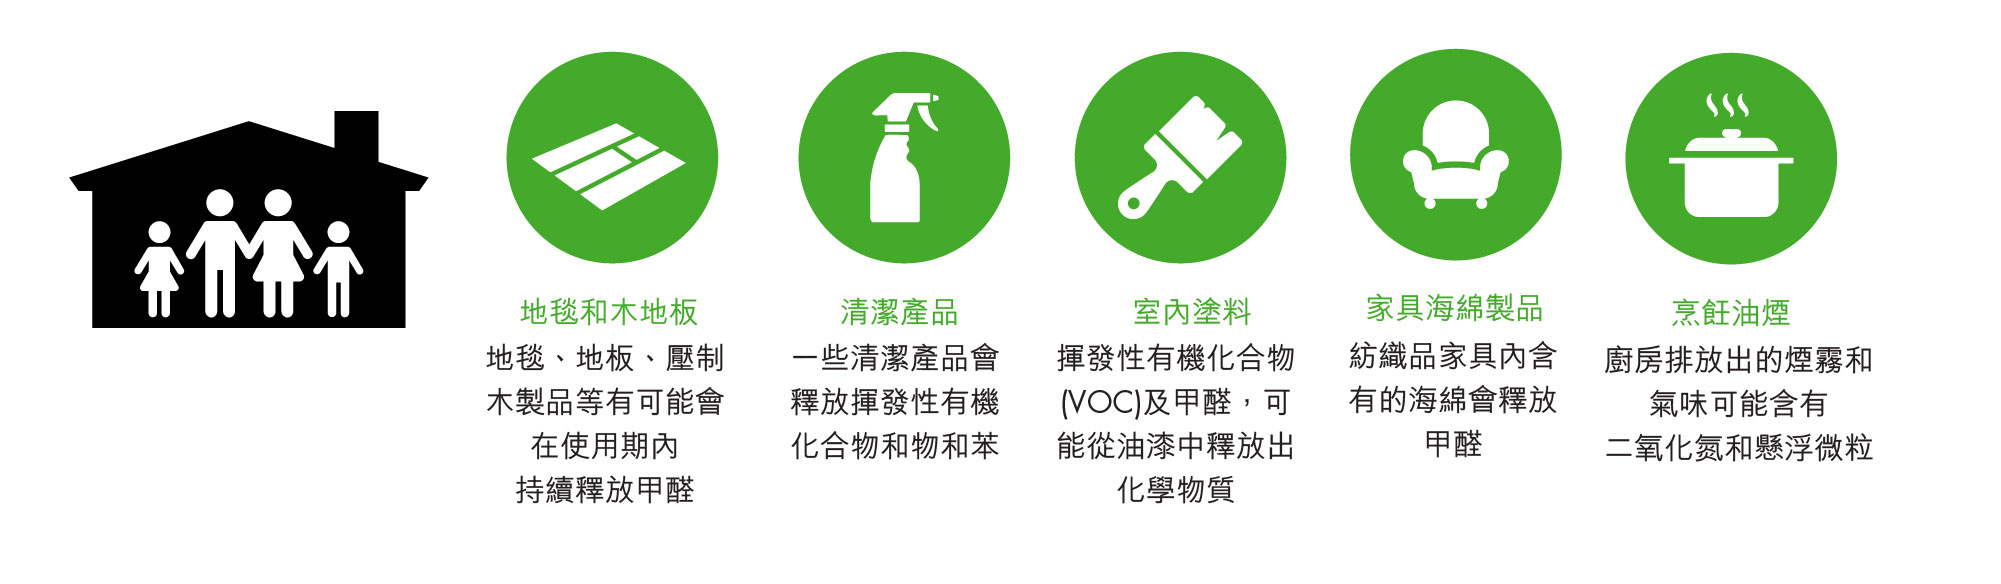 地毯和木地板
地毯、地板、壓制
木製品等有可能會
在使用期內
持續釋放甲醛
清潔產品
一些清潔產品會
釋放揮發性有機
化合物和物和苯
室內塗料
揮發性有機化合物
(VOC)及甲醛，可
能從油漆中釋放出
化學物質
家具海綿製品
紡織品家具內含
有的海綿會釋放
甲醛
烹飪油煙
廚房排放出的煙霧和
氣味可能含有
二氧化氮和懸浮微粒